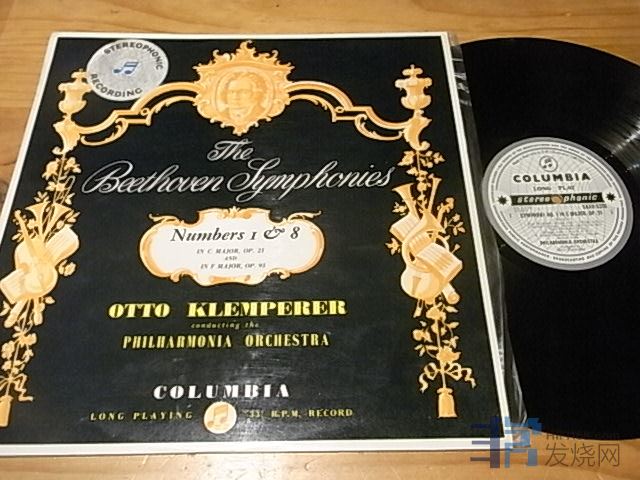 STEREOPHONIC
RECORDING
The
Beethoven Symphonies
Numbers 1 & 8
IN C MAJOR, OP. 21
AND
IN F MAJOR, OP. 93
OTTO KLEMPERER
conducting the
PHILHARMONIA ORCHESTRA
COLUMBIA
LONG PLAYING 33⅓ R.P.M. RECORD
COLUMBIA
LONG PLAY
stereophonic
SYMPHONY NO. 1 IN C MAJOR, OP. 21
PHILHARMONIA ORCHESTRA
发烧网